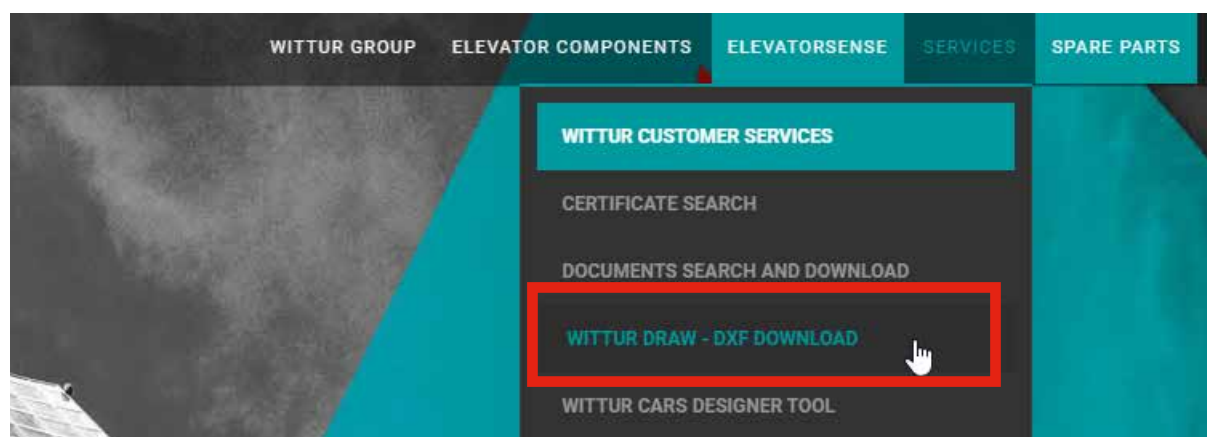 WITTUR GROUP ELEVATOR COMPONENTS ELEVATORSENSE SERVICES SPARE PARTS
WITTUR CUSTOMER SERVICES
CERTIFICATE SEARCH
DOCUMENTS SEARCH AND DOWNLOAD
WITTUR DRAW - DXF DOWNLOAD
WITTUR CARS DESIGNER TOOL